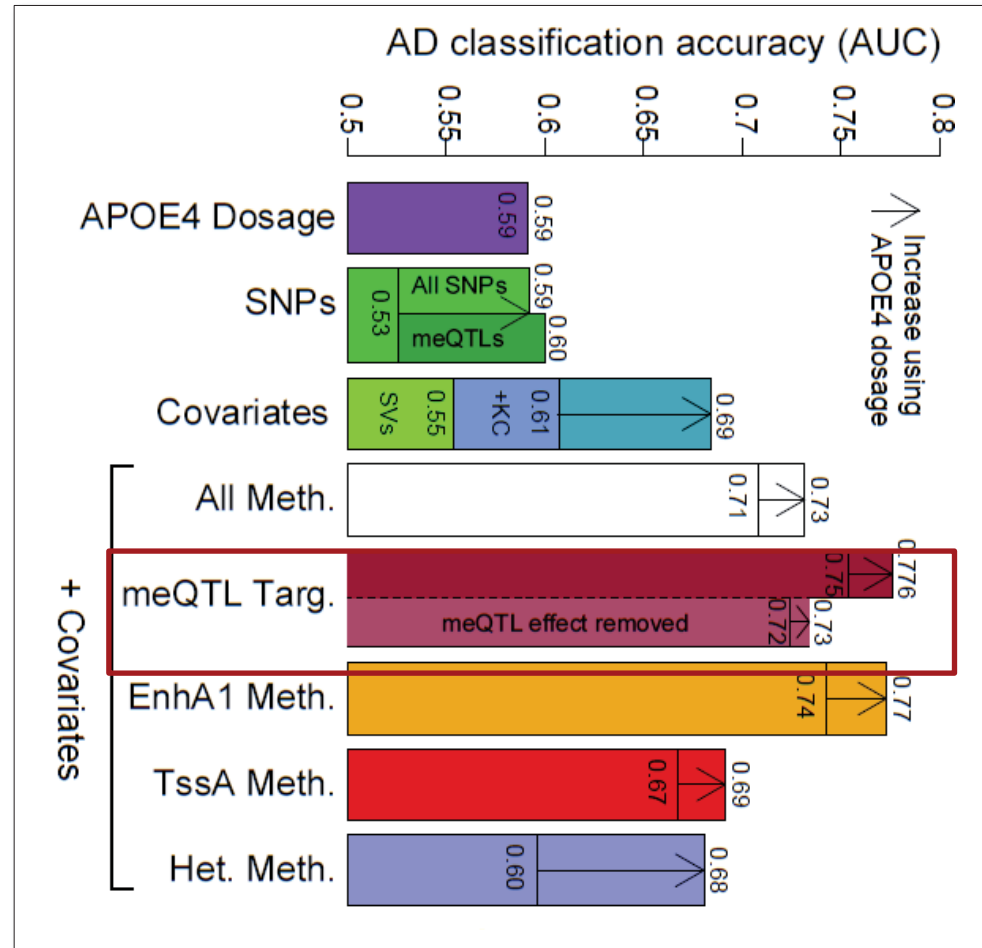 AD classification accuracy (AUC)
0.5
0.55
0.6
0.65
0.7
0.75
0.8
Increase using
APOE4 dosage
APOE4 Dosage
0.59
0.59
SNPs
0.53
All SNPs
meQTLs
0.59
0.60
Covariates
SVs
0.55
+KC
0.61
0.69
+ Covariates
All Meth.
0.71
0.73
meQTL Targ.
0.75
0.776
meQTL effect removed
0.72
0.73
EnhA1 Meth.
0.74
0.77
TssA Meth.
0.67
0.69
Het. Meth.
0.60
0.68